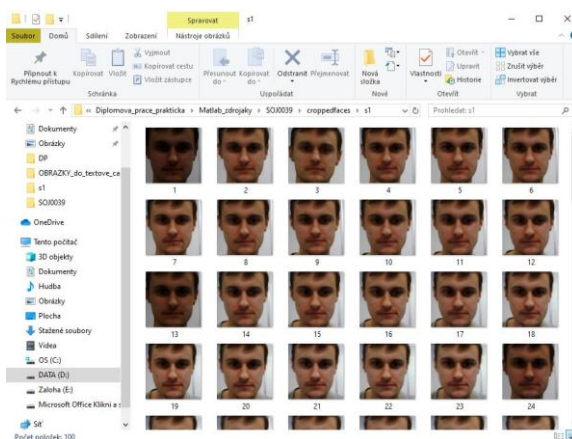 Spravovat s1
Soubor Domů Sdílení Zobrazení Nástroje obrázků
Připnout k Rychlému přístupu
Kopírovat
Vložit
Vyjmout
Kopírovat cestu
Vložit zástupce
Schránka
Přesunout do
Kopírovat do
Odstranit
Přejmenovat
Uspořádat
Nová složka
Nové
Vlastnosti
Otevřít
Upravit
Historie
Otevřít
Vybrat vše
Zrušit výběr
Invertovat výběr
Vybrat
« Diplomova_prace_prakticka › Matlab_zdrojaky › SOJ0039 › croppedfaces › s1
Prohledat: s1
Dokumenty
Obrázky
DP
OBRAZKY_do_textove_ca
s1
SOJ0039
OneDrive
Tento počítač
3D objekty
Dokumenty
Hudba
Obrázky
Plocha
Stažené soubory
Videa
OS (C:)
DATA (D:)
Zaloha (E:)
Microsoft Office Klikni a s
Síť
1 2 3 4 5 6
7 8 9 10 11 12
13 14 15 16 17 18
19 20 21 22 23 24
Počet položek: 100